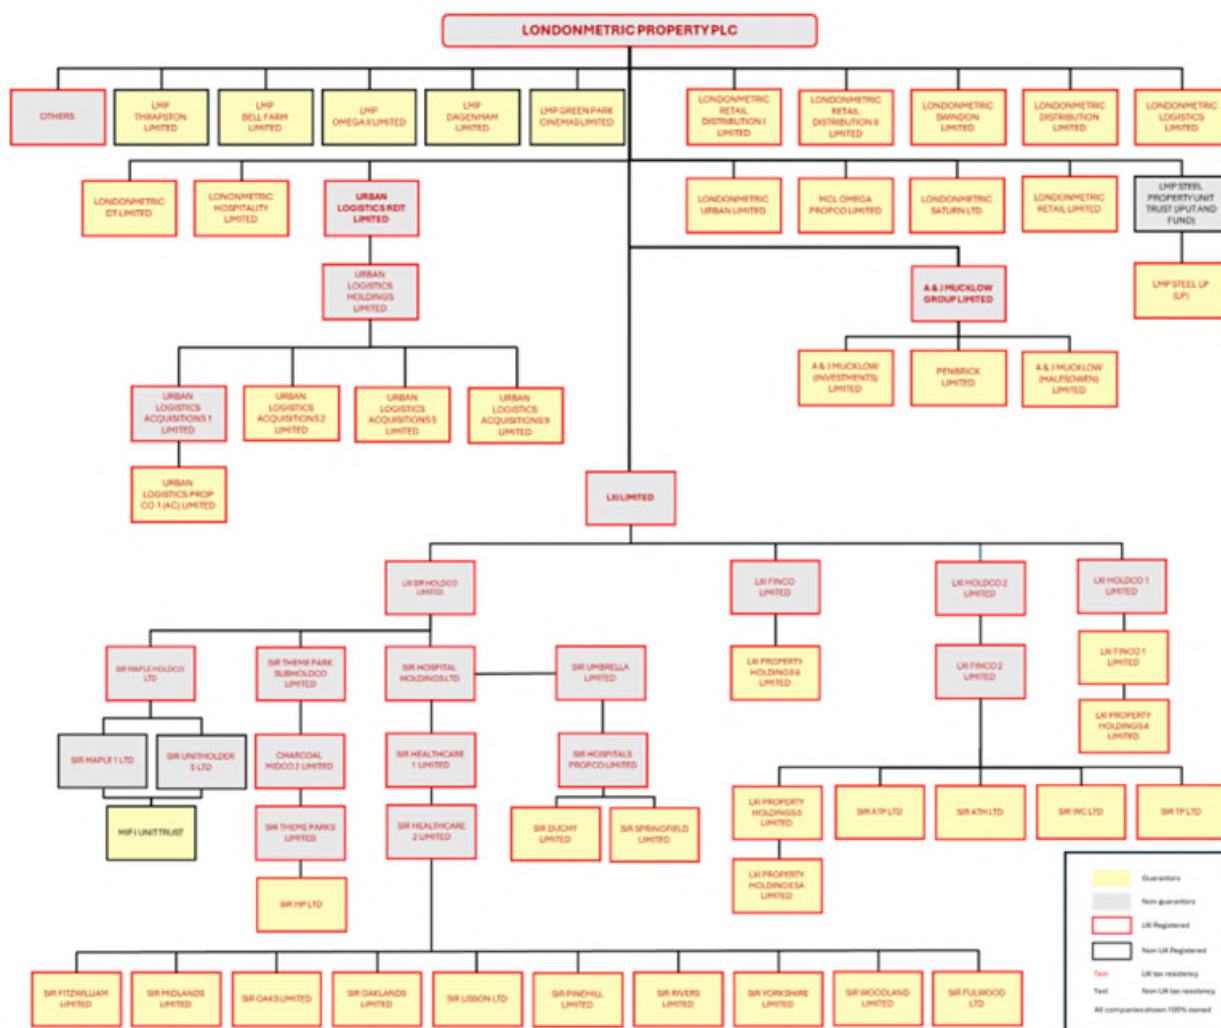 LONDONMETRIC PROPERTY PLC
OTHERS
LMP
THRAPSTON
LIMITED
LMP
BELL FARM
LIMITED
LMP
OMEGA II LIMITED
LMP
DAGENHAM
LIMITED
LMP GREEN PARK
CINEMAS LIMITED
LONDONMETRIC
RETAIL
DISTRIBUTION I
LIMITED
LONDONMETRIC
RETAIL
DISTRIBUTION II
LIMITED
LONDONMETRIC
SWINDON
LIMITED
LONDONMETRIC
DISTRIBUTION
LIMITED
LONDONMETRIC
LOGISTICS
LIMITED
LONDONMETRIC
DT LIMITED
LONONMETRIC
HOSPITALITY
LIMITED
URBAN
LOGISTICS REIT
LIMITED
LONDONMETRIC
URBAN LIMITED
MCL OMEGA
PROPCO LIMITED
LONDONMETRIC
SATURN LTD
LONDONMETRIC
RETAIL LIMITED
LMP STEEL
PROPERTY UNIT
TRUST (JPUT AND
FUND)
URBAN
LOGISTICS
HOLDINGS
LIMITED
A & J MUCKLOW
GROUP LIMITED
LMP STEEL LP
(LP)
URBAN
LOGISTICS
ACQUISITIONS 1
LIMITED
URBAN
LOGISTICS
ACQUISITIONS 2
LIMITED
URBAN
LOGISTICS
ACQUISITIONS 5
LIMITED
URBAN
LOGISTICS
ACQUISITIONS 9
LIMITED
A & J MUCKLOW
(INVESTMENTS)
LIMITED
PENBRICK
LIMITED
A & J MUCKLOW
(HALESOWEN)
LIMITED
URBAN
LOGISTICS PROP
CO 1 (AC) LIMITED
LXI LIMITED
LXI SIR HOLDCO
LIMITED
LXI FINCO
LIMITED
LXI HOLDCO 2
LIMITED
LXI HOLDCO 1
LIMITED
SIR MAPLE HOLDCO
LTD
SIR THEME PARK
SUBHOLDCO
LIMITED
SIR HOSPITAL
HOLDINGS LTD
SIR UMBRELLA
LIMITED
LXI PROPERTY
HOLDINGS
LIMITED
LXI FINCO 2
LIMITED
LXI FINCO 1
LIMITED
LXI PROPERTY
HOLDINGS 4
LIMITED
SIR MAPLE 1 LTD
SIR UNITHOLDER
S LTD
CHARCOAL
MIDCO 2 LIMITED
SIR HEALTHCARE
1 LIMITED
SIR HOSPITALS
PROPCO LIMITED
MIFI UNIT TRUST
SIR THEME PARKS
LIMITED
SIR HEALTHCARE
2 LIMITED
SIR DUCHY
LIMITED
SIR SPRINGFIELD
LIMITED
LXI PROPERTY
HOLDINGS 5
LIMITED
SIR ATP LTD
SIR ATH LTD
SIR WC LTD
SIR TP LTD
SIR MP LTD
LXI PROPERTY
HOLDINGS 5A
LIMITED
SIR FITZWILLIAM
LIMITED
SIR MIDLANDS
LIMITED
SIR OAKS LIMITED
SIR OAKLANDS
LIMITED
SIR LISSON LTD
SIR PINEHILL
LIMITED
SIR RIVERS
LIMITED
SIR YORKSHIRE
LIMITED
SIR WOODLAND
LIMITED
SIR FULWOOD
LTD
Guarantors
Non-guarantors
UK Registered
Non-UK Registered
Text UK tax residency
Text Non-UK tax residency
All companies shown 100% owned